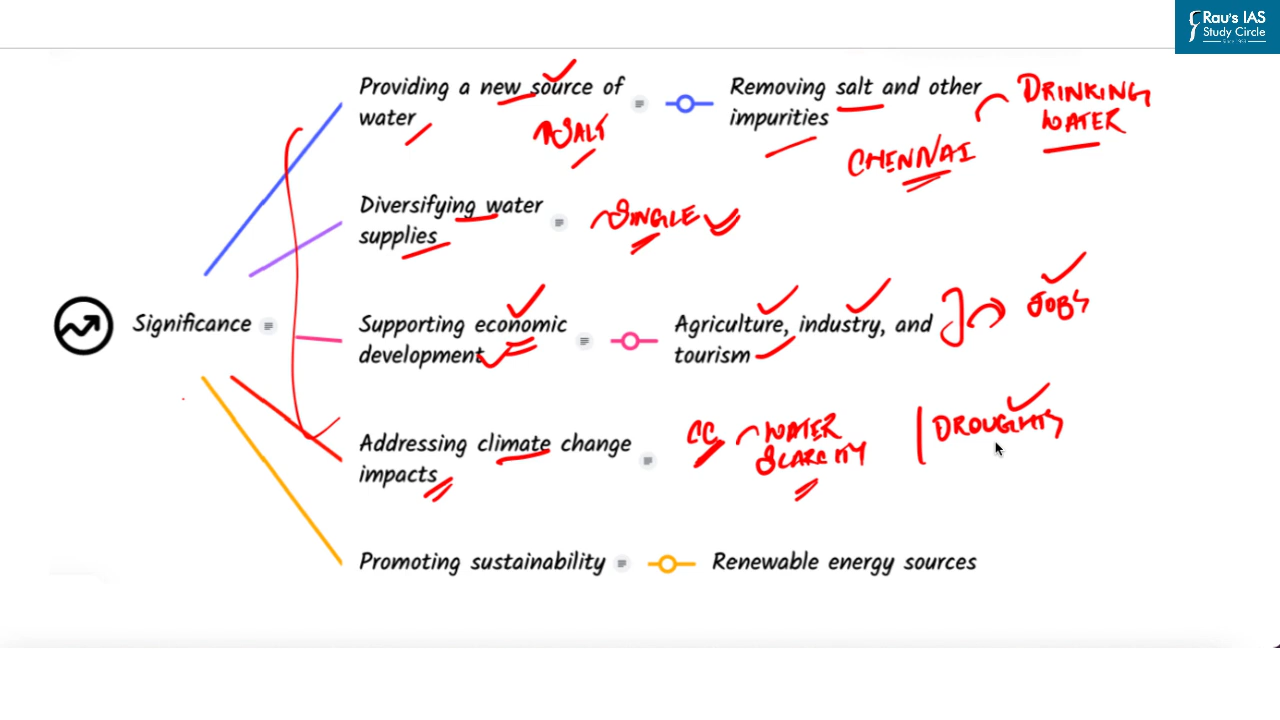 Rau's IAS
Study Circle
Since 1953
Providing a new source of
water
SALT
Removing salt and other
impurities
DRINKING
WATER
CHENNAI
Diversifying water
supplies
SINGLE
Significance
Supporting economic
development
Agriculture, industry, and
tourism
JOBS
Addressing climate change
impacts
CC
WATER
SCARCITY
DROUGHTS
Promoting sustainability
Renewable energy sources